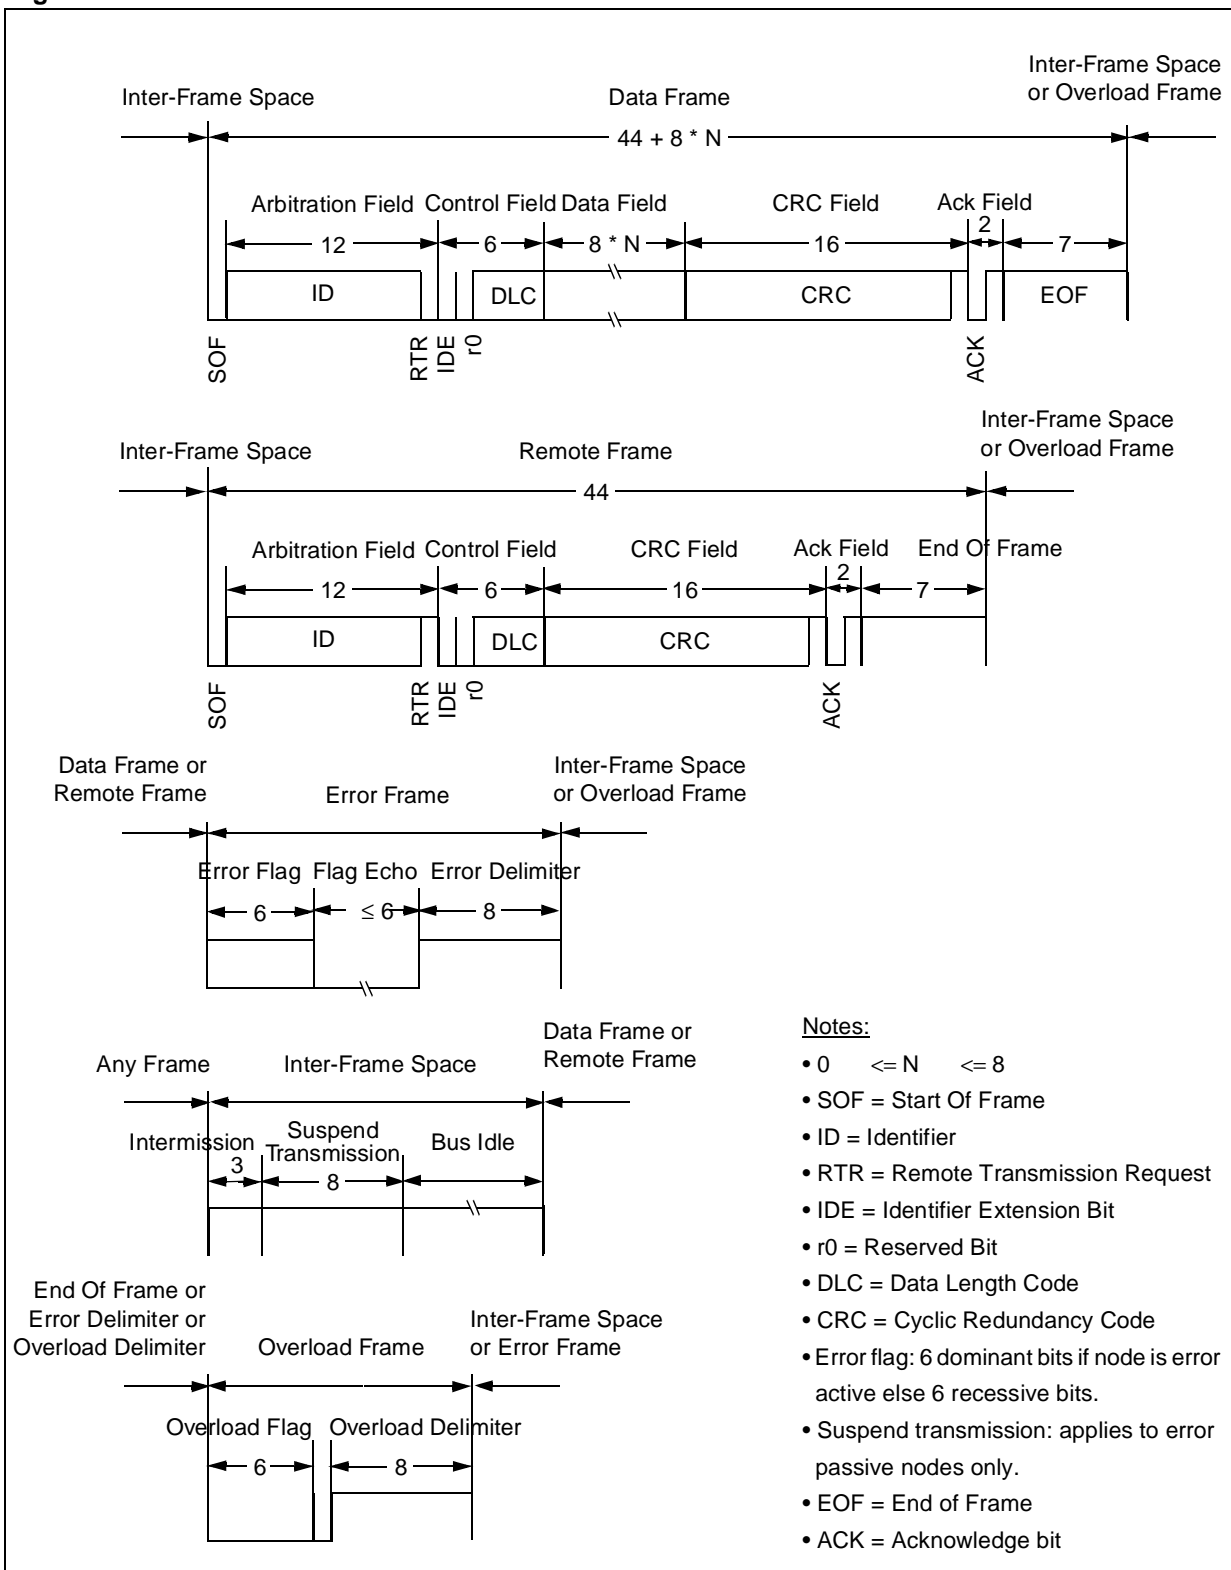 Inter-Frame Space
Data Frame
Inter-Frame Space
or Overload Frame
44 + 8 * N
Arbitration Field
Control Field
Data Field
CRC Field
Ack Field
12
6
8 * N
16
2
7
ID
DLC
CRC
EOF
SOF
RTR
IDE
r0
ACK
Inter-Frame Space
Remote Frame
Inter-Frame Space
or Overload Frame
44
Arbitration Field
Control Field
CRC Field
Ack Field
End Of Frame
12
6
16
2
7
ID
DLC
CRC
SOF
RTR
IDE
r0
ACK
Data Frame or
Remote Frame
Error Frame
Inter-Frame Space
or Overload Frame
Error Flag
Flag Echo
Error Delimiter
6
≤ 6
8
Any Frame
Inter-Frame Space
Data Frame or
Remote Frame
Intermission
Suspend
Transmission
Bus Idle
3
8
End Of Frame or
Error Delimiter or
Overload Delimiter
Overload Frame
Inter-Frame Space
or Error Frame
Overload Flag
Overload Delimiter
6
8
Notes:
• 0 <= N <= 8
• SOF = Start Of Frame
• ID = Identifier
• RTR = Remote Transmission Request
• IDE = Identifier Extension Bit
• r0 = Reserved Bit
• DLC = Data Length Code
• CRC = Cyclic Redundancy Code
• Error flag: 6 dominant bits if node is error
active else 6 recessive bits.
• Suspend transmission: applies to error
passive nodes only.
• EOF = End of Frame
• ACK = Acknowledge bit